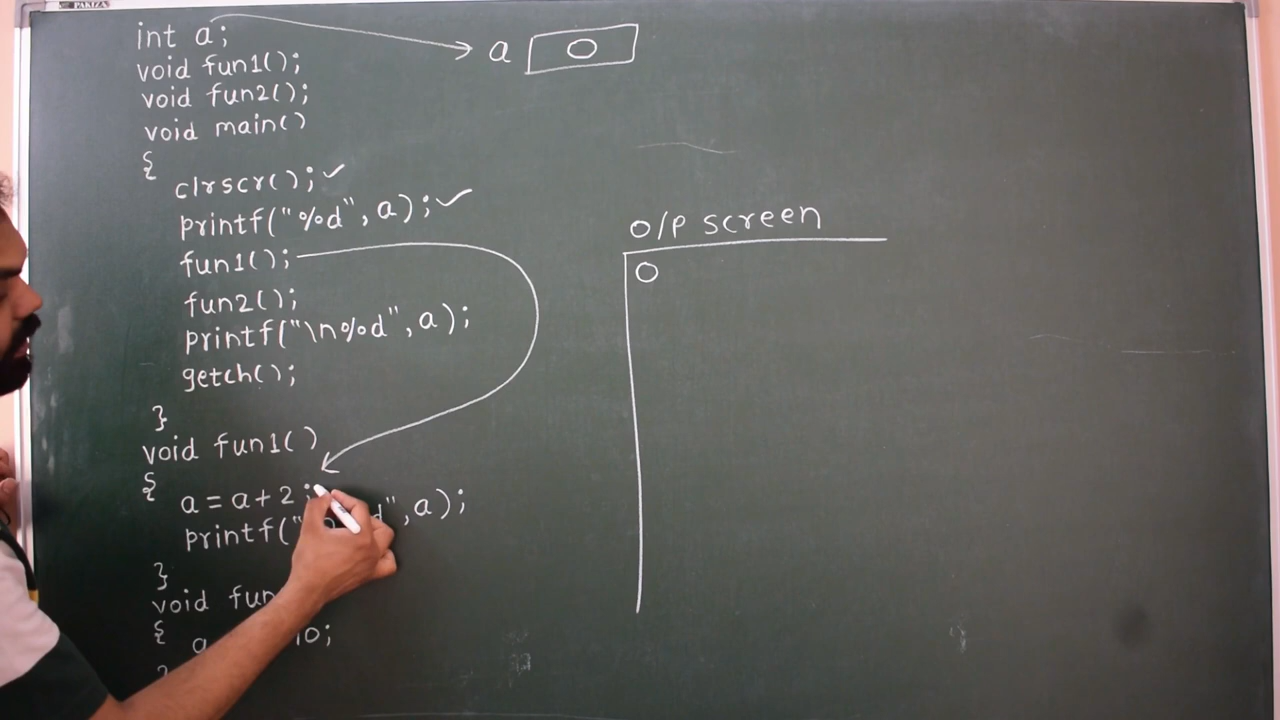 PAKIZA
int a;
a 0
void fun1();
void fun2();
void main()
{
clrscr(); ✓
printf("%d", a); ✓
fun1();
fun2();
printf("\n%d", a);
getch();
}
void fun1()
{
a = a + 2;
printf(" d", a);
}
void
{ a 10;
O/P screen
0